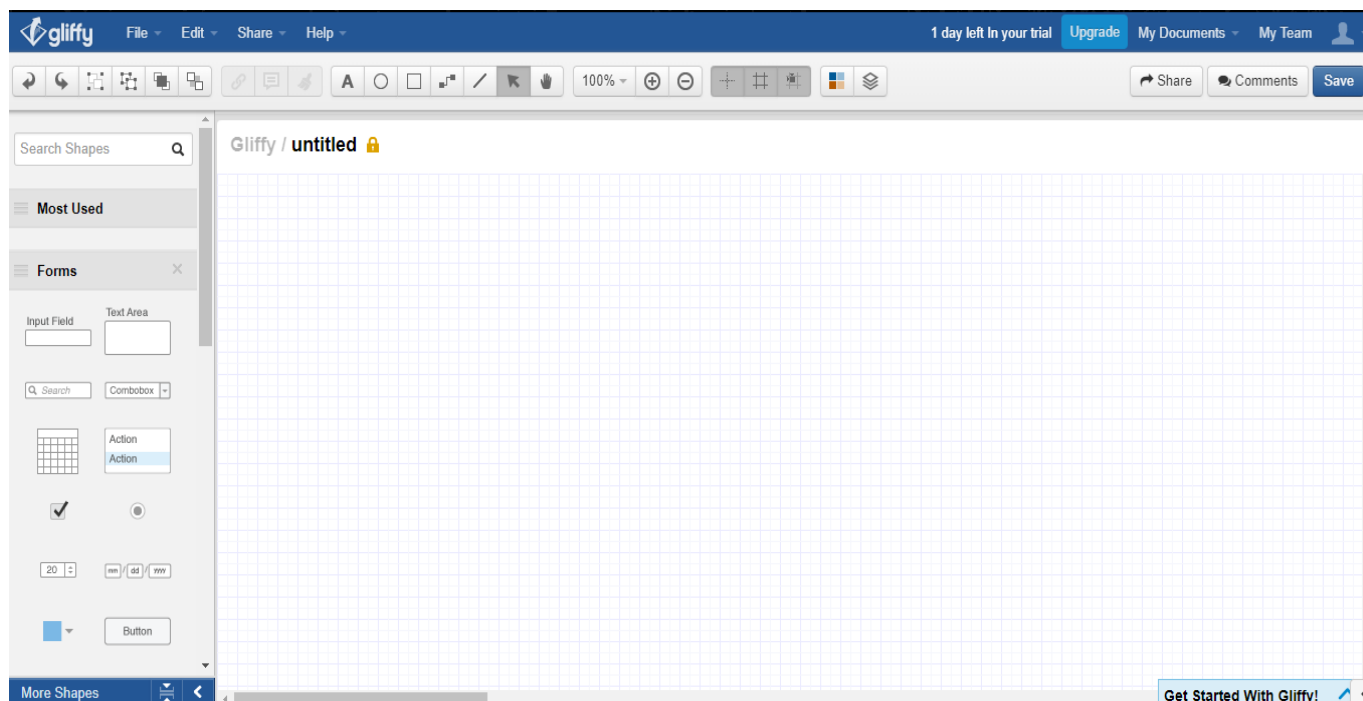 gliffy File Edit Share Help 1 day left In your trial Upgrade My Documents My Team
A 100% Share Comments Save
Search Shapes
Gliffy / untitled
Most Used
Forms
Input Field Text Area
Search Combobox
Action
Action
20 mm / dd / yyyy
Button
More Shapes
Get Started With Gliffy!